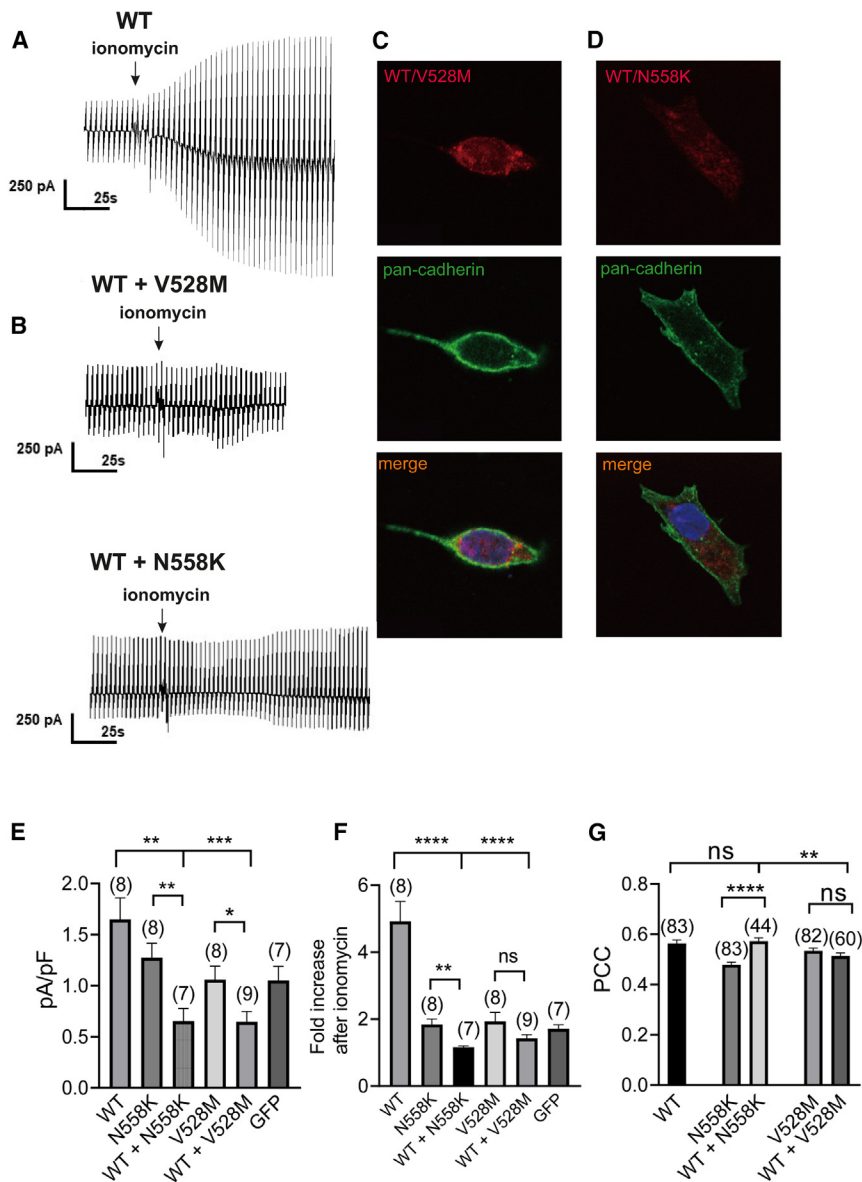 A
WT
ionomycin
250 pA
25s
B
WT + V528M
ionomycin
250 pA
25s
WT + N558K
ionomycin
250 pA
25s
C
WT/V528M
pan-cadherin
merge
D
WT/N558K
pan-cadherin
merge
E
** ***
** *
(8) (8) (7) (8) (9) (7)
pA/pF
2.0
1.5
1.0
0.5
0.0
WT N558K WT + N558K V528M WT + V528M GFP
F
**** ****
** ns
(8) (8) (7) (8) (9) (7)
Fold increase
after ionomycin
6
4
2
0
WT N558K WT + N558K V528M WT + V528M GFP
G
ns **
**** ns
(83) (83) (44) (82) (60)
PCC
0.8
0.6
0.4
0.2
0.0
WT N558K WT + N558K V528M WT + V528M